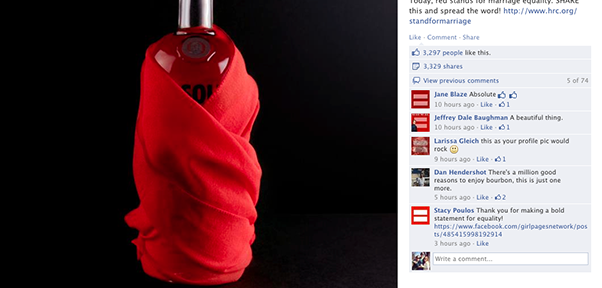 SOL
Today, red stands for marriage equality. SHARE
this and spread the word! http://www.hrc.org/
standformarriage
Like · Comment · Share
3,297 people like this.
3,329 shares
View previous comments 5 of 74
Jane Blaze Absolute
10 hours ago · Like · 1
Jeffrey Dale Baughman A beautiful thing.
10 hours ago · Like · 1
Larissa Gleich this as your profile pic would
rock
9 hours ago · Like · 1
Dan Hendershot There's a million good
reasons to enjoy bourbon, this is just one
more.
5 hours ago · Like · 2
Stacy Poulos Thank you for making a bold
statement for equality!
https://www.facebook.com/girlpagesnetwork/pos
ts/485415998192914
3 hours ago · Like
Write a comment...